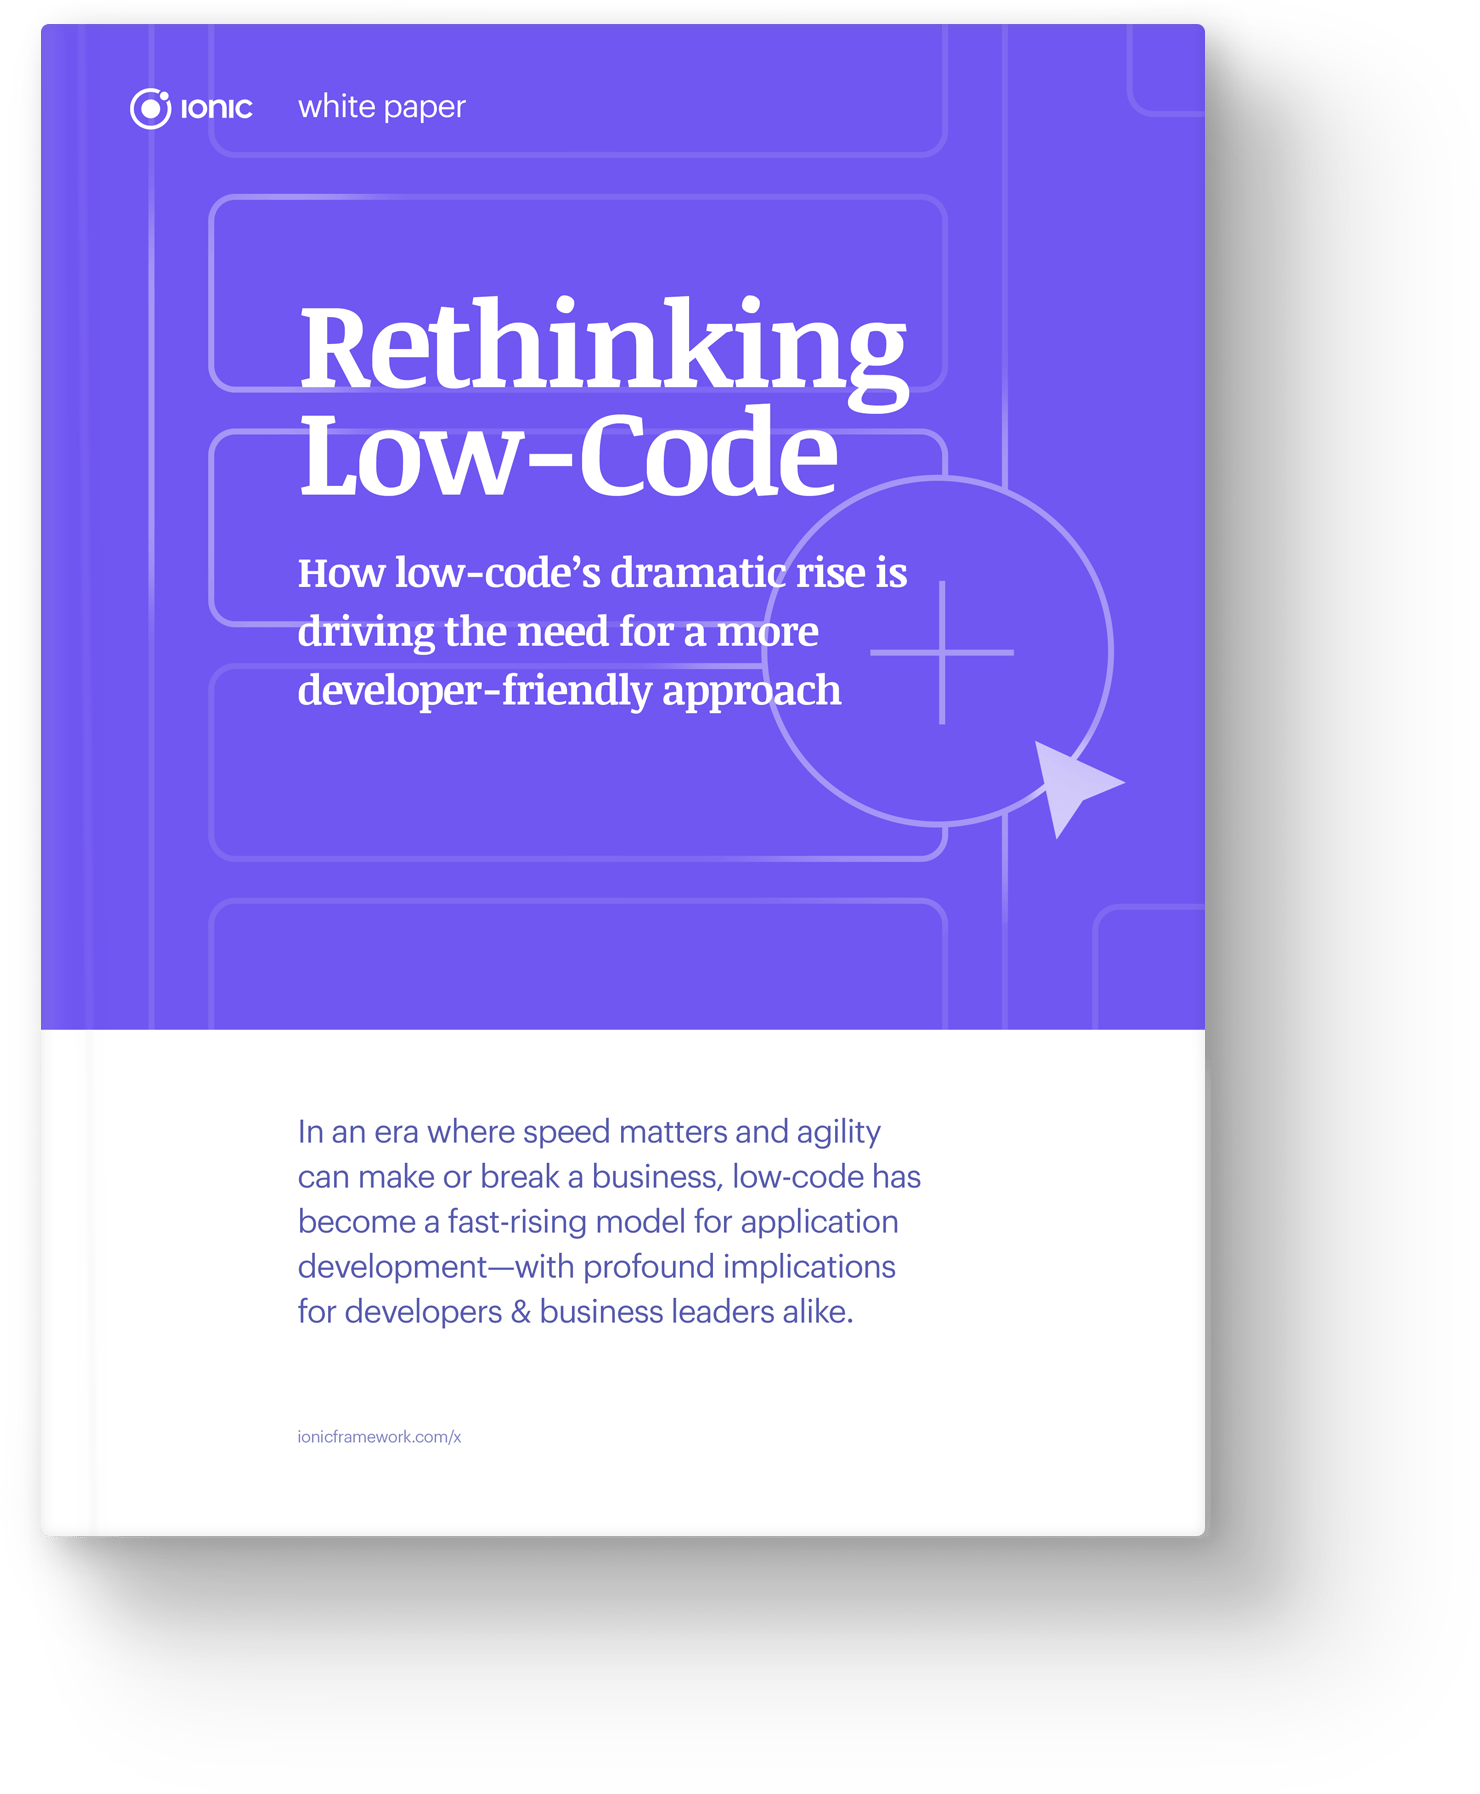 ionic white paper
Rethinking
Low-Code
How low-code’s dramatic rise is
driving the need for a more
developer-friendly approach
In an era where speed matters and agility
can make or break a business, low-code has
become a fast-rising model for application
development—with profound implications
for developers & business leaders alike.
ionicframework.com/x